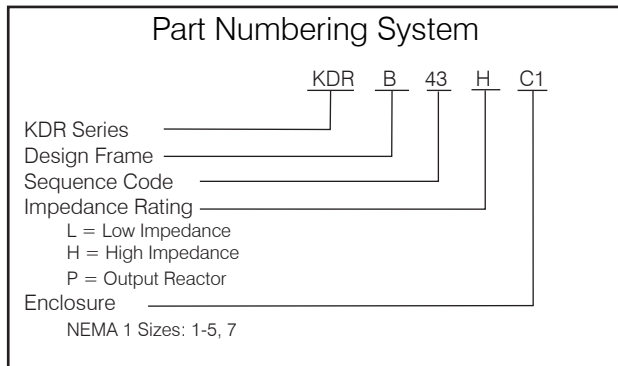 Part Numbering System
KDR B 43 H C1
KDR Series
Design Frame
Sequence Code
Impedance Rating
L = Low Impedance
H = High Impedance
P = Output Reactor
Enclosure
NEMA 1 Sizes: 1-5, 7